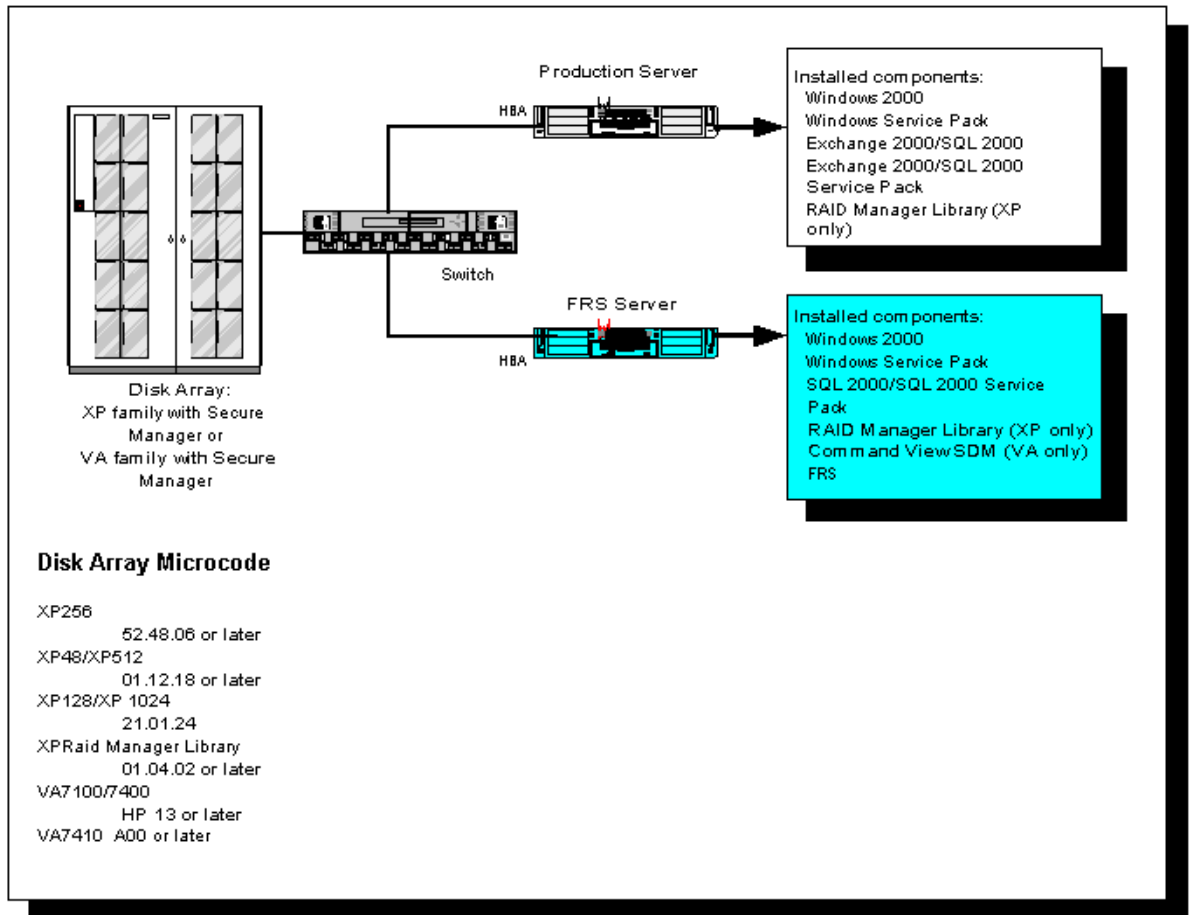 Production Server
HBA
Installed components:
Windows 2000
Windows Service Pack
Exchange 2000/SQL 2000
Exchange 2000/SQL 2000
Service Pack
RAID Manager Library (XP
only)
Switch
FRS Server
HBA
Installed components:
Windows 2000
Windows Service Pack
SQL 2000/SQL 2000 Service
Pack
RAID Manager Library (XP only)
Command View SDM (VA only)
FRS
Disk Array:
XP family with Secure
Manager or
VA family with Secure
Manager
Disk Array Microcode
XP256
52.48.06 or later
XP48/XP512
01.12.18 or later
XP128/XP 1024
21.01.24
XPRaid Manager Library
01.04.02 or later
VA7100/7400
HP 13 or later
VA7410 A00 or later